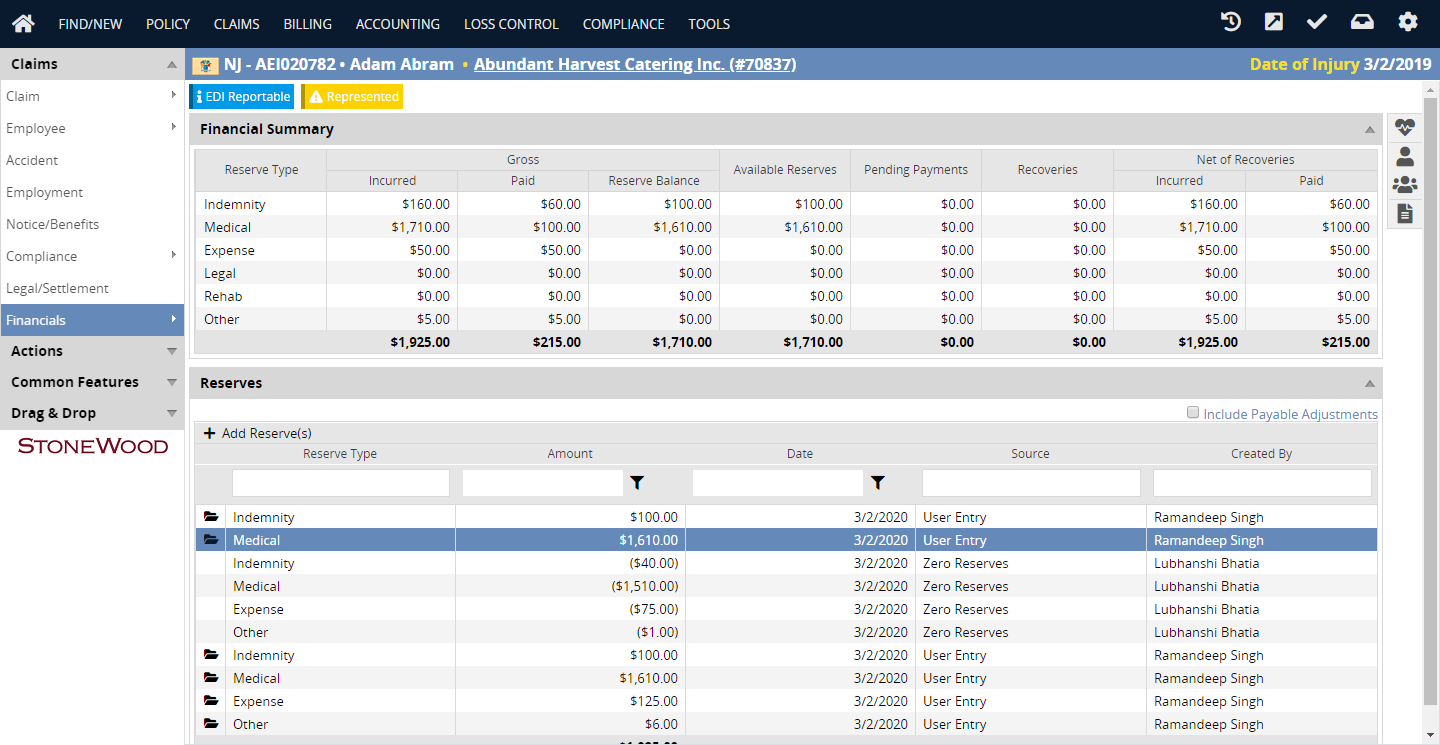 FIND/NEW POLICY CLAIMS BILLING ACCOUNTING LOSS CONTROL COMPLIANCE TOOLS
Claims
NJ - AEI020782 • Adam Abram • Abundant Harvest Catering Inc. (#70837) Date of Injury 3/2/2019
Claim
Employee
Accident
Employment
Notice/Benefits
Compliance
Legal/Settlement
Financials
Actions
Common Features
Drag & Drop
STONEWOOD
EDI Reportable Represented
Financial Summary
Reserve Type Gross Available Reserves Pending Payments Recoveries Net of Recoveries
Incurred Paid Reserve Balance Incurred Paid
Indemnity $160.00 $60.00 $100.00 $100.00 $0.00 $0.00 $160.00 $60.00
Medical $1,710.00 $100.00 $1,610.00 $1,610.00 $0.00 $0.00 $1,710.00 $100.00
Expense $50.00 $50.00 $0.00 $0.00 $0.00 $0.00 $50.00 $50.00
Legal $0.00 $0.00 $0.00 $0.00 $0.00 $0.00 $0.00 $0.00
Rehab $0.00 $0.00 $0.00 $0.00 $0.00 $0.00 $0.00 $0.00
Other $5.00 $5.00 $0.00 $0.00 $0.00 $0.00 $5.00 $5.00
$1,925.00 $215.00 $1,710.00 $1,710.00 $0.00 $0.00 $1,925.00 $215.00
Reserves
Include Payable Adjustments
Add Reserve(s)
Reserve Type Amount Date Source Created By
Indemnity $100.00 3/2/2020 User Entry Ramandeep Singh
Medical $1,610.00 3/2/2020 User Entry Ramandeep Singh
Indemnity ($40.00) 3/2/2020 Zero Reserves Lubhanshi Bhatia
Medical ($1,510.00) 3/2/2020 Zero Reserves Lubhanshi Bhatia
Expense ($75.00) 3/2/2020 Zero Reserves Lubhanshi Bhatia
Other ($1.00) 3/2/2020 Zero Reserves Lubhanshi Bhatia
Indemnity $100.00 3/2/2020 User Entry Ramandeep Singh
Medical $1,610.00 3/2/2020 User Entry Ramandeep Singh
Expense $125.00 3/2/2020 User Entry Ramandeep Singh
Other $6.00 3/2/2020 User Entry Ramandeep Singh